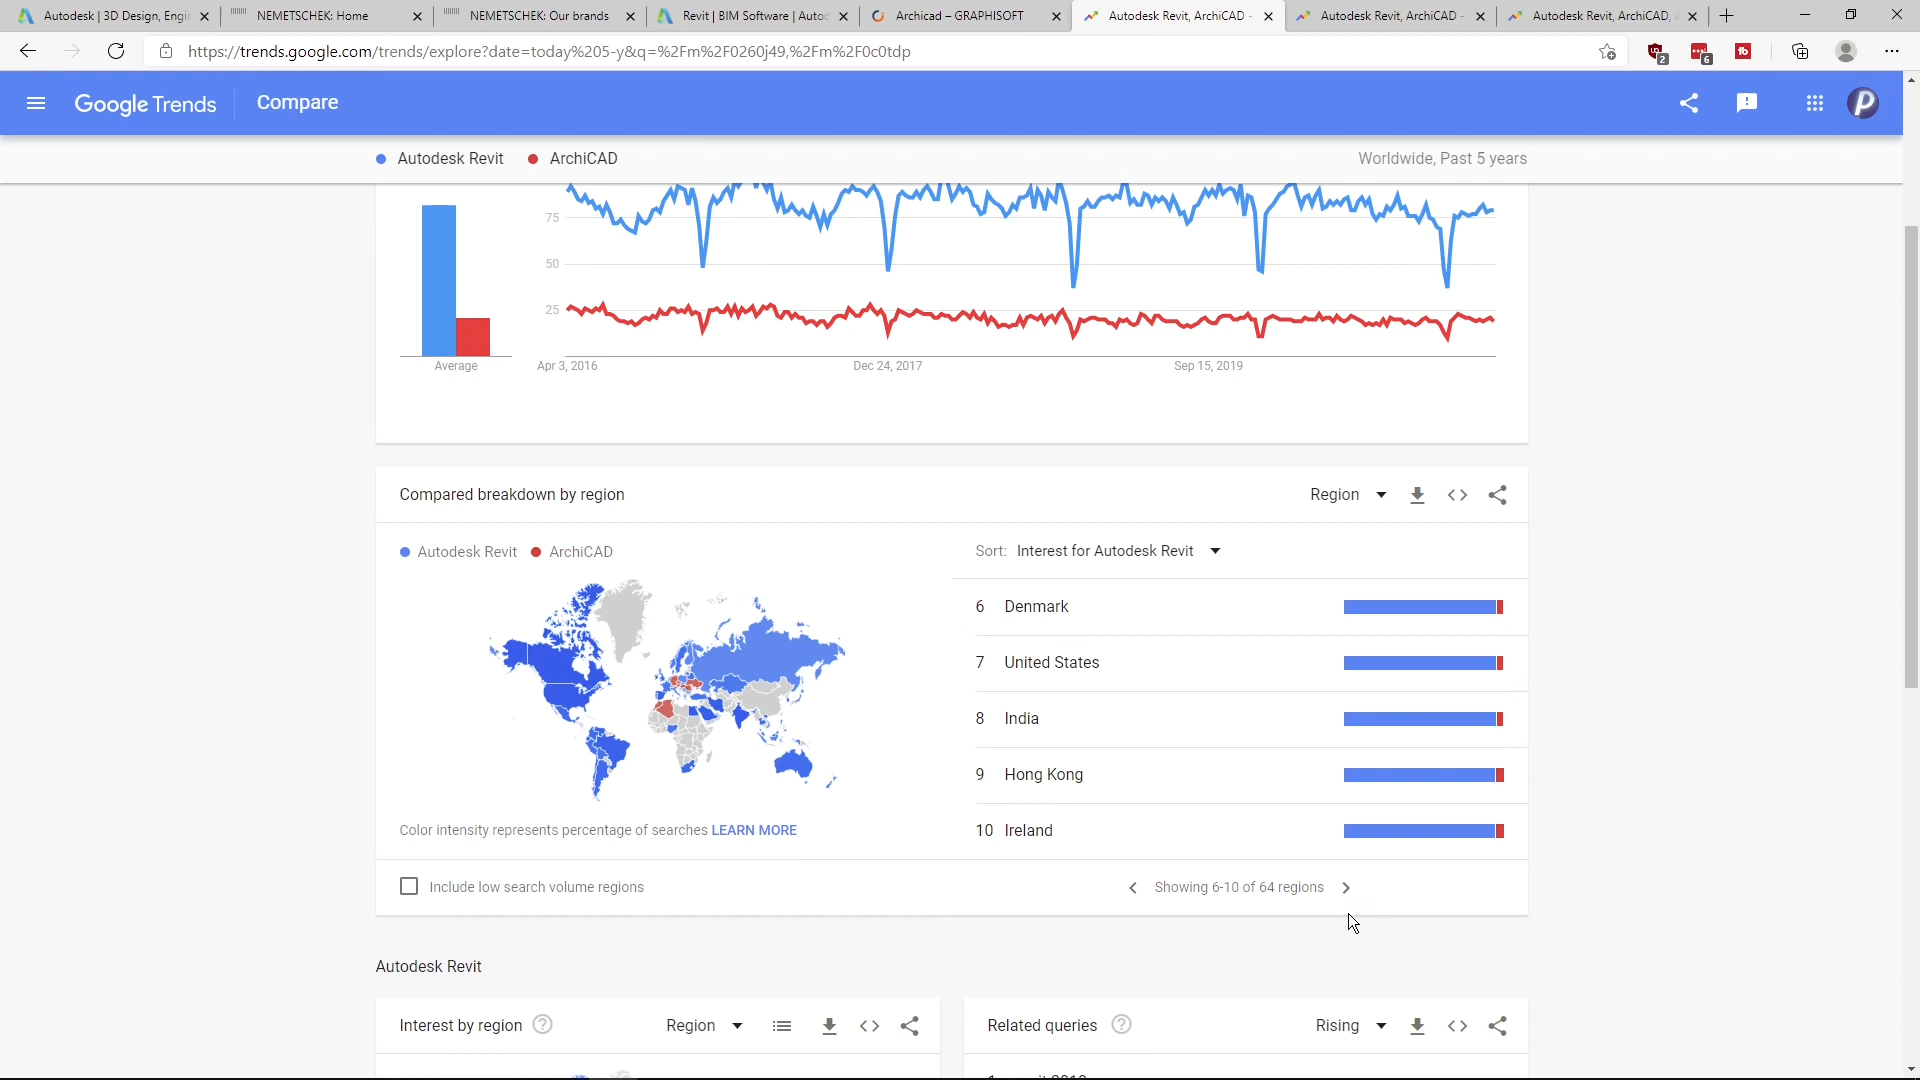 Autodesk | 3D Design, Engin
NEMETSCHEK: Home
NEMETSCHEK: Our brands
Revit | BIM Software | Autod
Archicad – GRAPHISOFT
Autodesk Revit, ArchiCAD -
Autodesk Revit, ArchiCAD -
Autodesk Revit, ArchiCAD,
https://trends.google.com/trends/explore?date=today%205-y&q=%2Fm%2F0260j49,%2Fm%2F0c0tdp
2
6
Google Trends
Compare
Autodesk Revit
ArchiCAD
Worldwide, Past 5 years
75
50
25
Average
Apr 3, 2016
Dec 24, 2017
Sep 15, 2019
Compared breakdown by region
Region
Autodesk Revit
ArchiCAD
Sort: Interest for Autodesk Revit
6 Denmark
7 United States
8 India
9 Hong Kong
10 Ireland
Color intensity represents percentage of searches LEARN MORE
Include low search volume regions
Showing 6-10 of 64 regions
Autodesk Revit
Interest by region
Region
Related queries
Rising